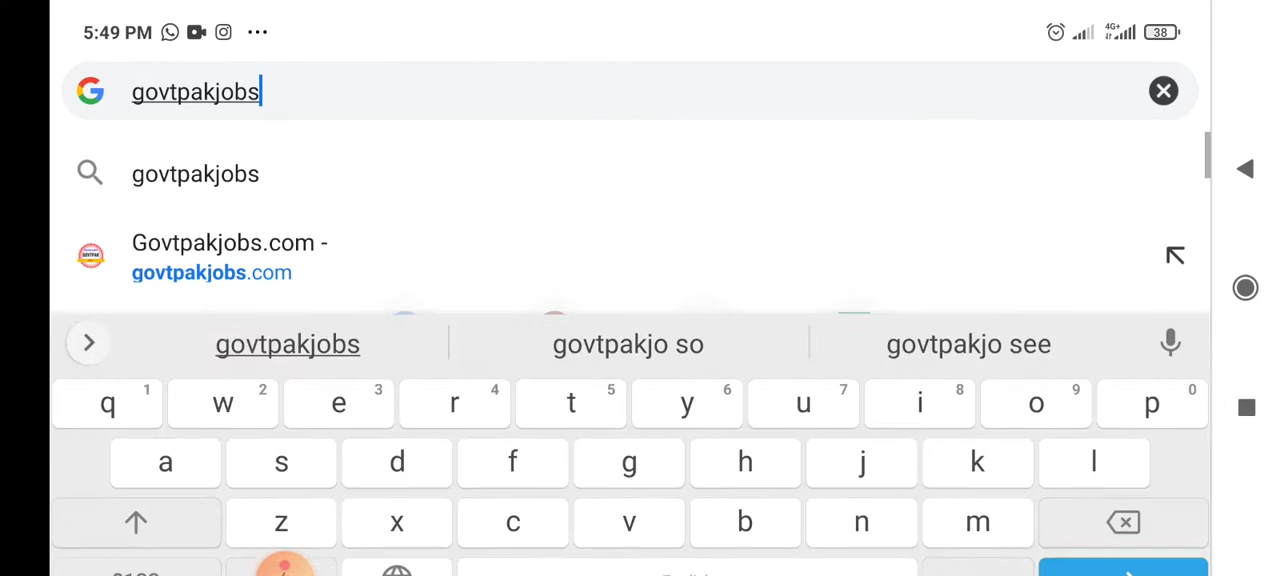 5:49 PM
4G+
38
govtpakjobs
govtpakjobs
Govtpakjobs.com -
govtpakjobs.com
govtpakjobs govtpakjo so govtpakjo see
q 1 w 2 e 3 r 4 t 5 y 6 u 7 i 8 o 9 p 0
a s d f g h j k l
z x c v b n m